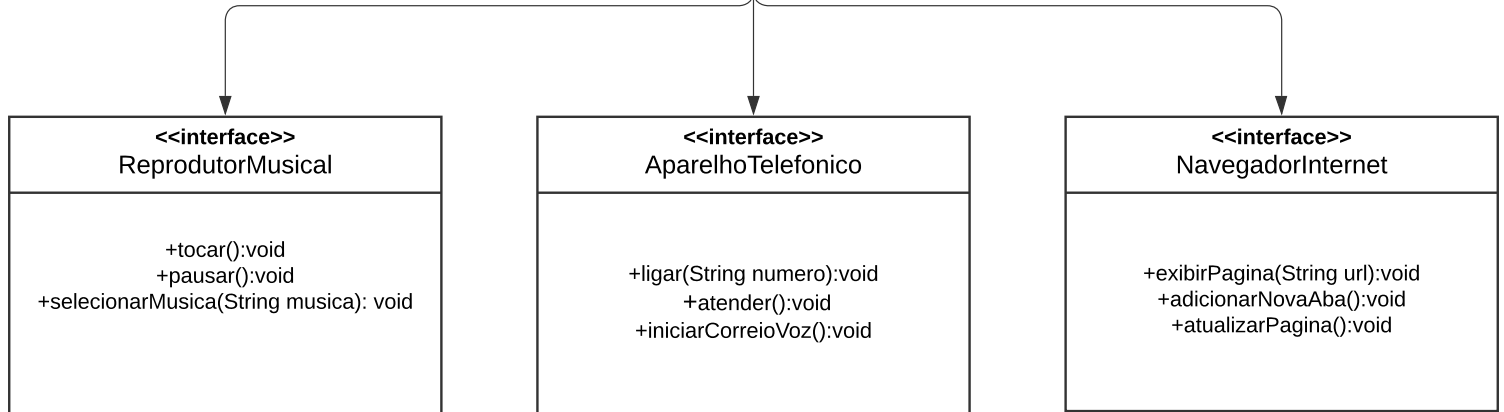 <<interface>>
ReprodutorMusical
+tocar():void
+pausar():void
+selecionarMusica(String musica): void
<<interface>>
AparelhoTelefonico
+ligar(String numero):void
+atender():void
+iniciarCorreioVoz():void
<<interface>>
NavegadorInternet
+exibirPagina(String url):void
+adicionarNovaAba():void
+atualizarPagina():void